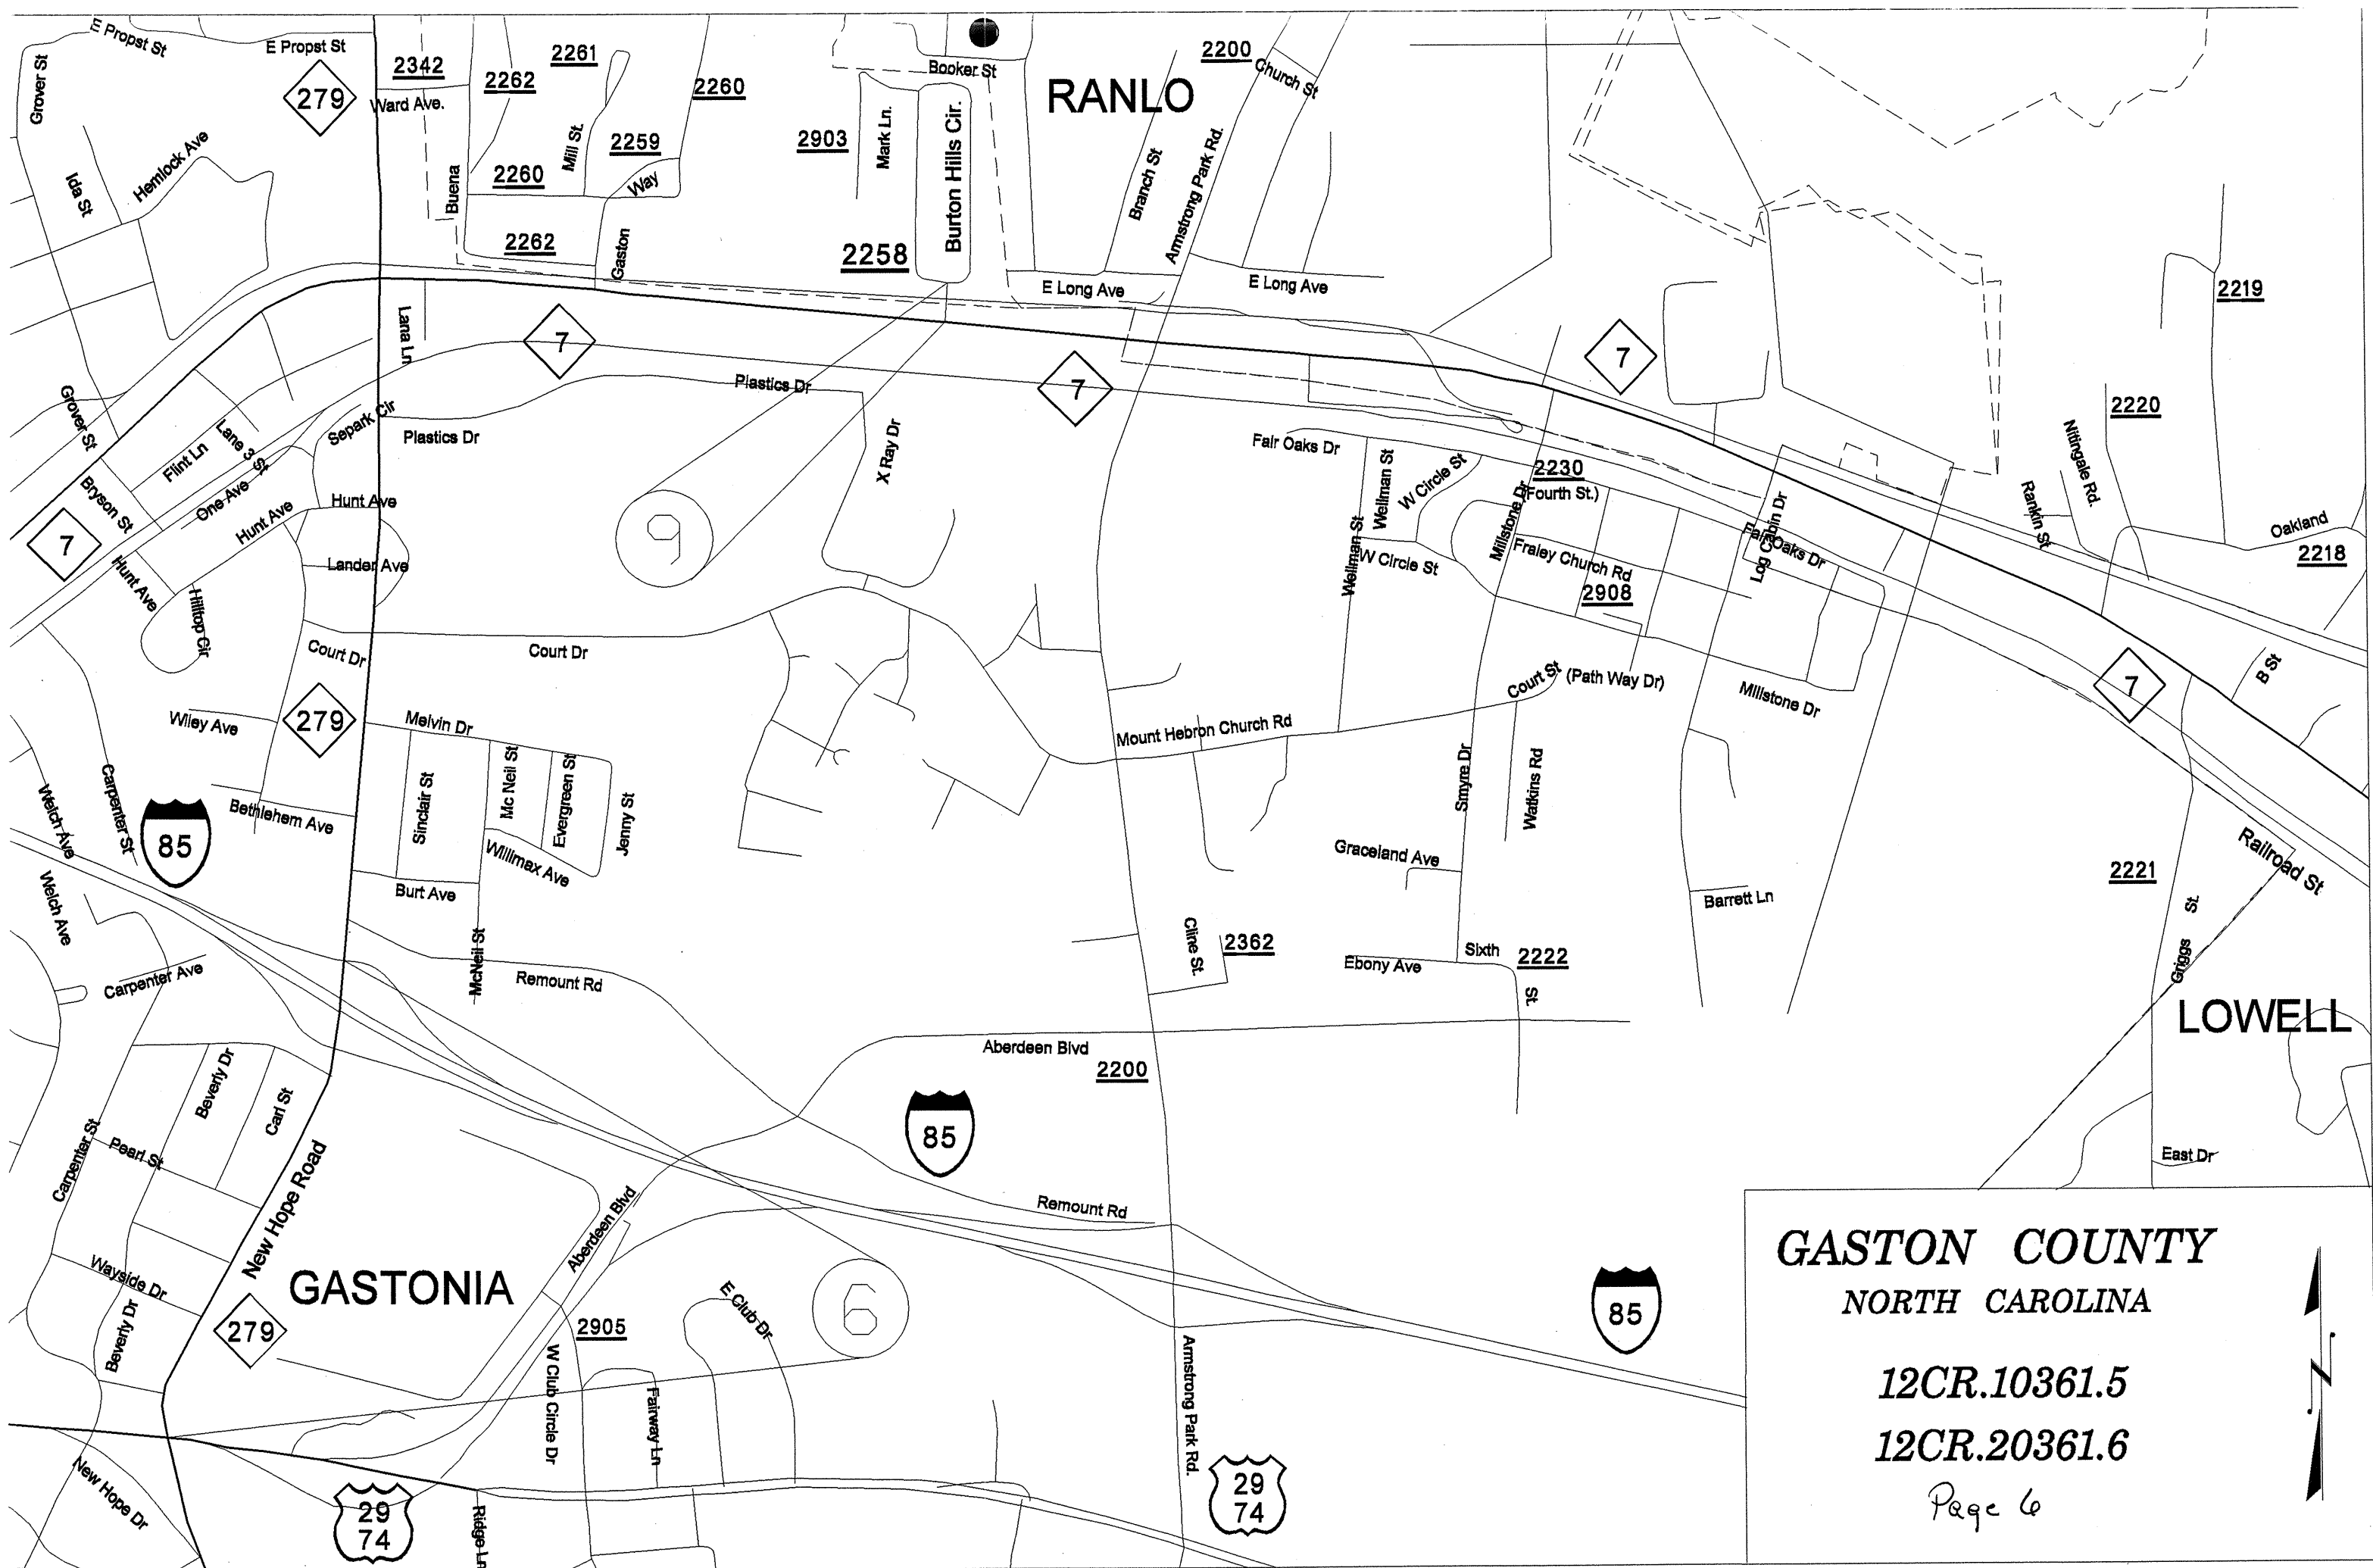 E Propst St
E Propst St
Grover St
279
2342
Ward Ave.
2262
2261
2260
Mill St.
2259
Way
2260
Buena
2262
Gaston
2903
Mark Ln.
Booker St
Burton Hills Cir.
2258
RANLO
2200
Church St
Branch St
Armstrong Park Rd.
E Long Ave
E Long Ave
Ida St
Hemlock Ave
2219
2220
Nitingale Rd.
Rankin St
Oakland
2218
Lana Ln
7
7
7
Plastics Dr
Plastics Dr
Separk Cir
Grover St
Flint Ln
Lane 3 St
One Ave
Bryson St
7
Hunt Ave
Hunt Ave
Hunt Ave
Hilltop Cir
Lander Ave
X Ray Dr
9
Fair Oaks Dr
Wellman St
Wellman St
W Circle St
W Circle St
2230
(Fourth St.)
Millstone Dr
Fraley Church Rd
2908
Log Cabin Dr
Fair Oaks Dr
Court Dr
Court Dr
Court St
(Path Way Dr)
Millstone Dr
7
B St
Wiley Ave
279
Melvin Dr
Mount Hebron Church Rd
Welch Ave
Carpenter St
85
Bethlehem Ave
Sinclair St
Mc Neil St
Evergreen St
Jenny St
Willmax Ave
Burt Ave
Smyre Dr
Watkins Rd
Graceland Ave
Barrett Ln
2221
Railroad St
Welch Ave
Carpenter Ave
McNeil St
Remount Rd
Cline St.
2362
Ebony Ave
Sixth
2222
St.
Griggs St.
LOWELL
Aberdeen Blvd
2200
Beverly Dr
Carl St
Carpenter St
Pearl St
New Hope Road
85
East Dr
Aberdeen Blvd
Remount Rd
Wayside Dr
Beverly Dr
GASTONIA
279
2905
W Club Circle Dr
Fairway Ln
E Club Dr
6
Armstrong Park Rd.
85
New Hope Dr
29
74
Ridge Ln
29
74
GASTON COUNTY
NORTH CAROLINA
12CR.10361.5
12CR.20361.6
Page 6
N